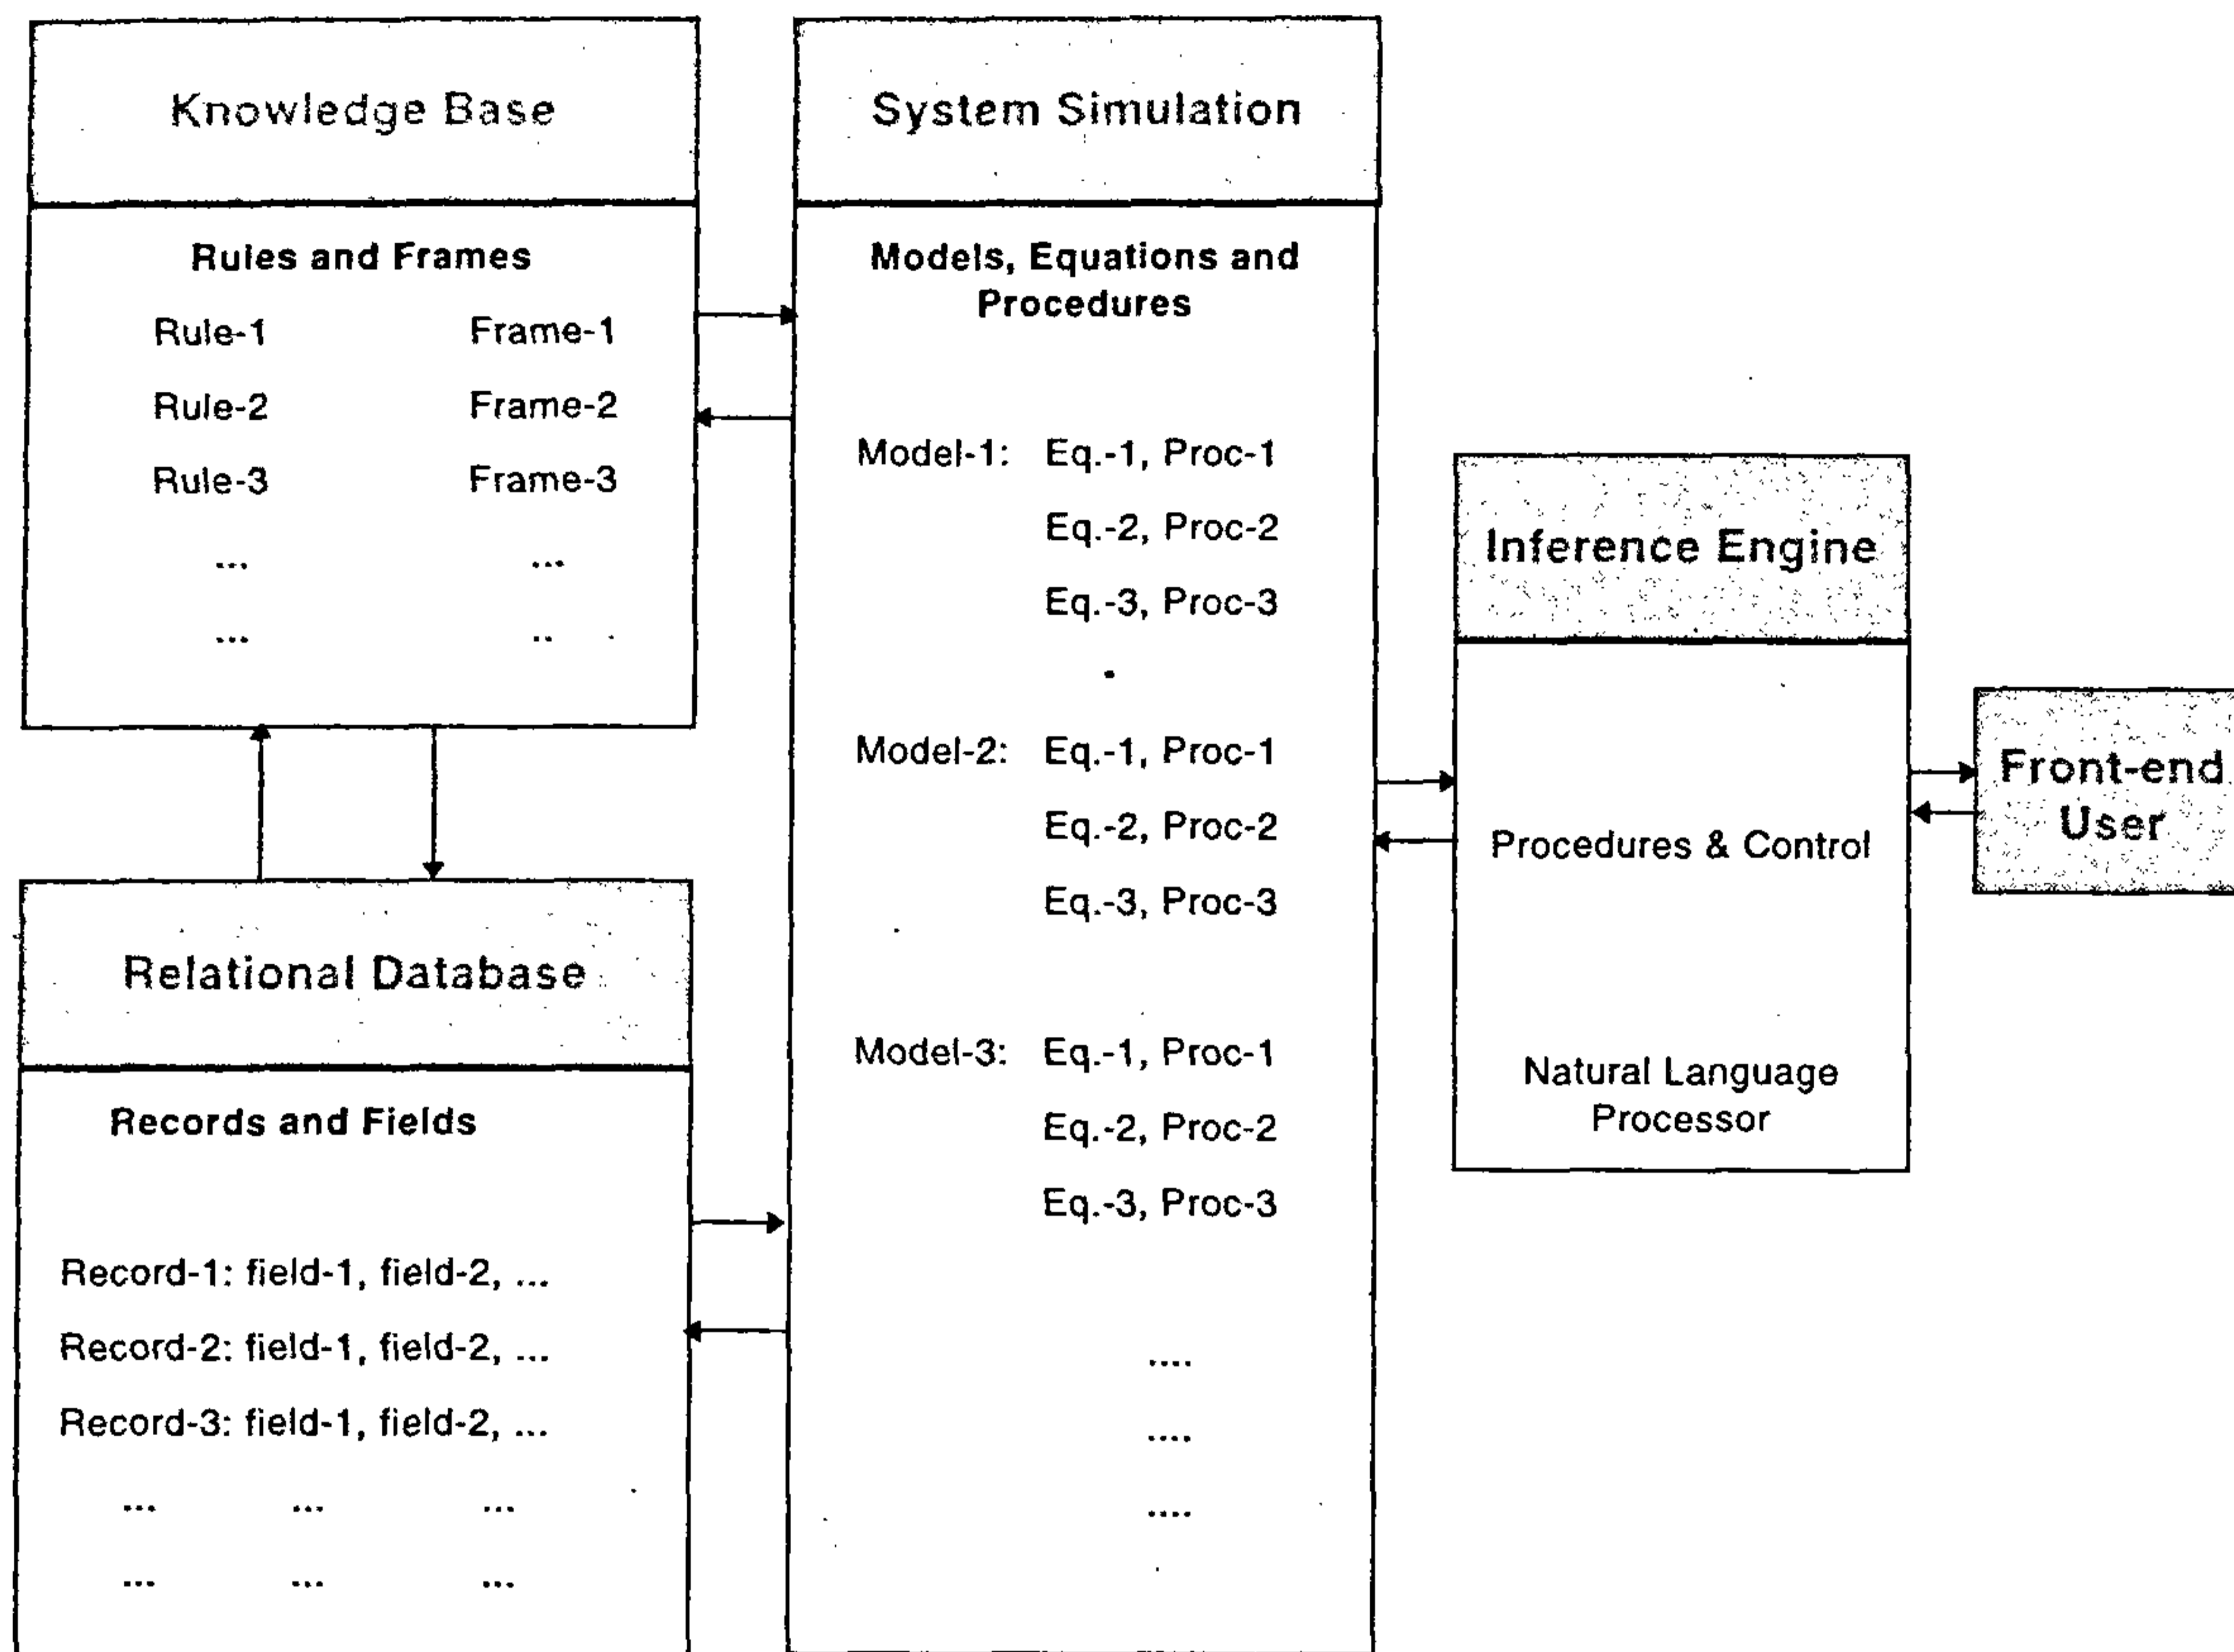 Knowledge Base
Rules and Frames
Rule-1 Frame-1
Rule-2 Frame-2
Rule-3 Frame-3
... ...
... ..
Relational Database
Records and Fields
Record-1: field-1, field-2, ...
Record-2: field-1, field-2, ...
Record-3: field-1, field-2, ...
... ... ...
... ... ...
System Simulation
Models, Equations and
Procedures
Model-1: Eq.-1, Proc-1
Eq.-2, Proc-2
Eq.-3, Proc-3
.
Model-2: Eq.-1, Proc-1
Eq.-2, Proc-2
Eq.-3, Proc-3
Model-3: Eq.-1, Proc-1
Eq.-2, Proc-2
Eq.-3, Proc-3
....
....
....
Inference Engine
Procedures & Control
Natural Language
Processor
Front-end
User